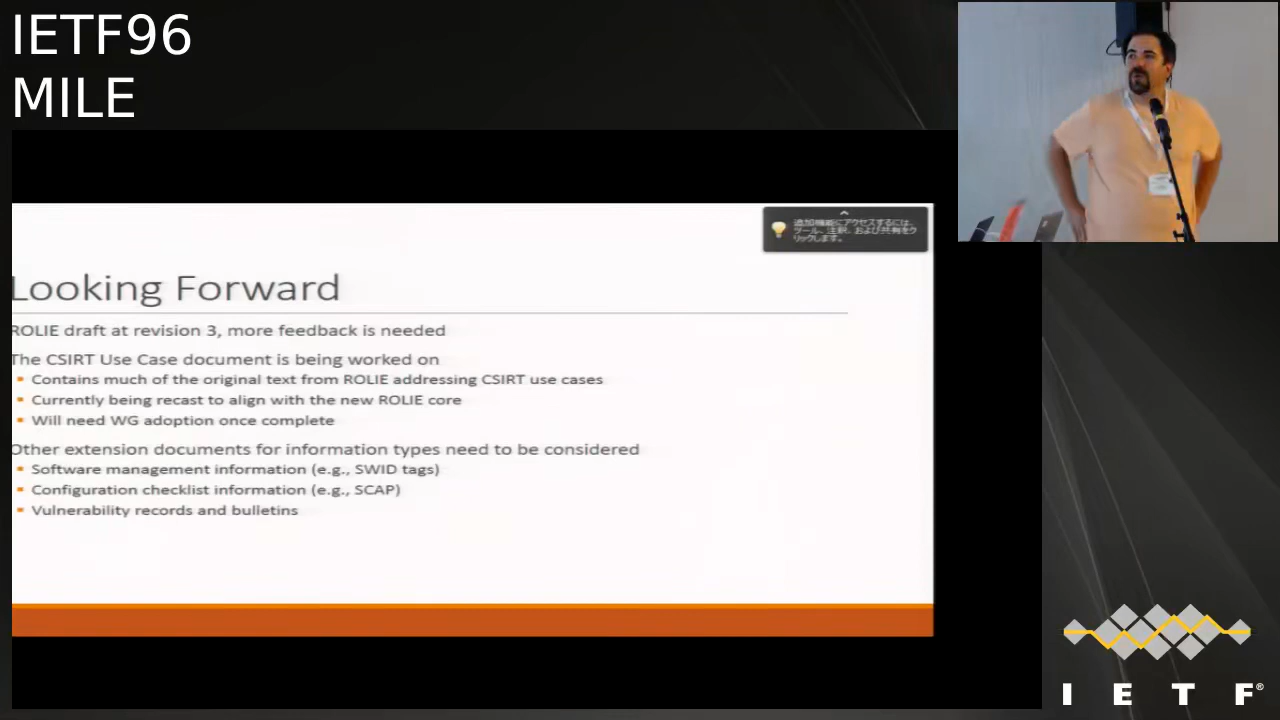 IETF96
MILE
追加機能にアクセスするには、
ツール、注釈、および共有をク
リックします。
Looking Forward
ROLIE draft at revision 3, more feedback is needed
The CSIRT Use Case document is being worked on
Contains much of the original text from ROLIE addressing CSIRT use cases
Currently being recast to align with the new ROLIE core
Will need WG adoption once complete
Other extension documents for information types need to be considered
Software management information (e.g., SWID tags)
Configuration checklist information (e.g., SCAP)
Vulnerability records and bulletins
I E T F®